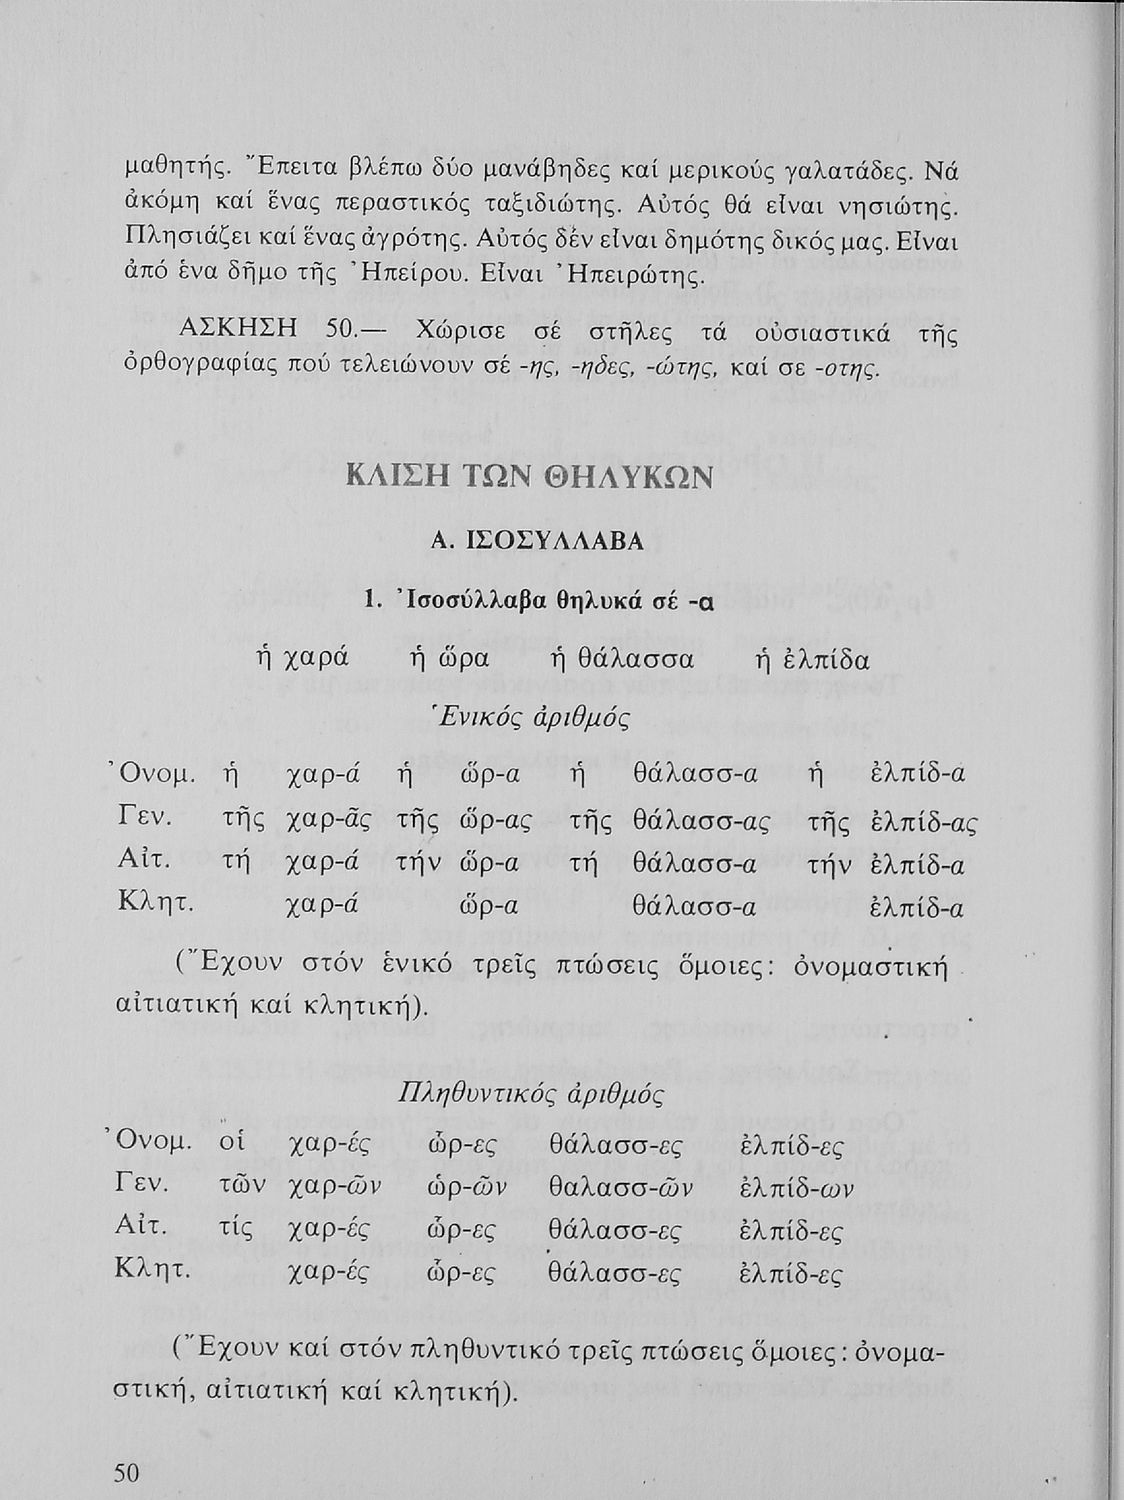 μαθητής. Ἔπειτα βλέπω δύο μανάβηδες καί μερικούς γαλατάδες. Νά
ἀκόμη καί ἕνας περαστικός ταξιδιώτης. Αὐτός θά εἶναι νησιώτης.
Πλησιάζει καί ἕνας ἀγρότης. Αὐτός δέν εἶναι δημότης δικός μας. Εἶναι
ἀπό ἕνα δῆμο τῆς Ἠπείρου. Εἶναι Ἠπειρώτης.
ΑΣΚΗΣΗ 50.— Χώρισε σέ στῆλες τά οὐσιαστικά τῆς
ὀρθογραφίας πού τελειώνουν σέ -ης, -ηδες, -ώτης, καί σε -οτης.
ΚΛΙΣΗ ΤΩΝ ΘΗΛΥΚΩΝ
Α. ΙΣΟΣΥΛΛΑΒΑ
1. Ἰσοσύλλαβα θηλυκά σέ -α
ἡ χαρά ἡ ὥρα ἡ θάλασσα ἡ ἐλπίδα
Ἑνικός ἀριθμός
Ὀνομ. ἡ χαρ-ά ἡ ὥρ-α ἡ θάλασσ-α ἡ ἐλπίδ-α
Γεν. τῆς χαρ-ᾶς τῆς ὥρ-ας τῆς θάλασσ-ας τῆς ἐλπίδ-ας
Αἰτ. τή χαρ-ά τήν ὥρ-α τή θάλασσ-α τήν ἐλπίδ-α
Κλητ. χαρ-ά ὥρ-α θάλασσ-α ἐλπίδ-α
(Ἔχουν στόν ἑνικό τρεῖς πτώσεις ὅμοιες: ὀνομαστική
αἰτιατική καί κλητική).
Πληθυντικός ἀριθμός
Ὀνομ. οἱ χαρ-ές ὧρ-ες θάλασσ-ες ἐλπίδ-ες
Γεν. τῶν χαρ-ῶν ὡρ-ῶν θαλασσ-ῶν ἐλπίδ-ων
Αἰτ. τίς χαρ-ές ὧρ-ες θάλασσ-ες ἐλπίδ-ες
Κλητ. χαρ-ές ὧρ-ες θάλασσ-ες ἐλπίδ-ες
(Ἔχουν καί στόν πληθυντικό τρεῖς πτώσεις ὅμοιες: ὀνομα-
στική, αἰτιατική καί κλητική).
50